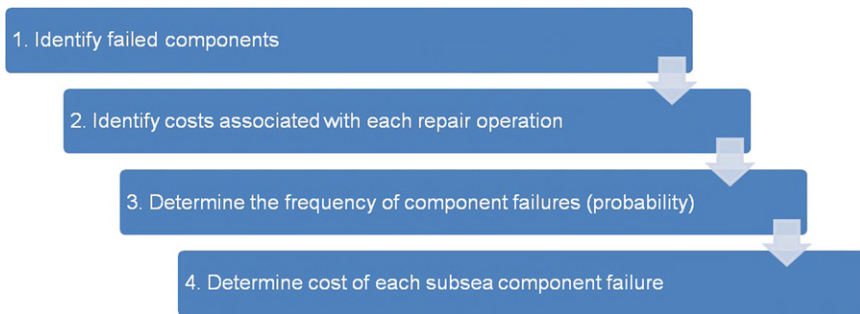 1. Identify failed components
2. Identify costs associated with each repair operation
3. Determine the frequency of component failures (probability)
4. Determine cost of each subsea component failure